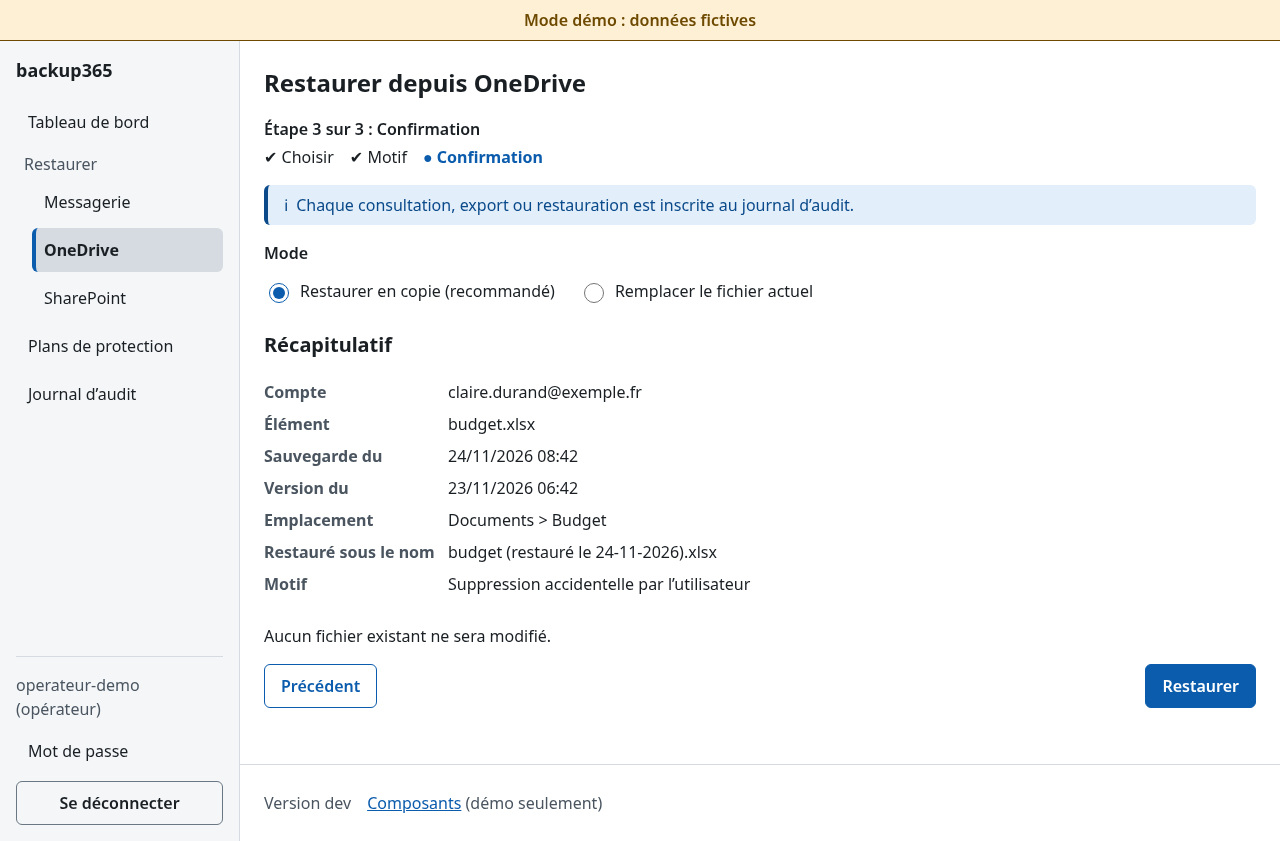 Mode démo : données fictives
backup365
Tableau de bord
Restaurer
Messagerie
OneDrive
SharePoint
Plans de protection
Journal d’audit
operateur-demo
(opérateur)
Mot de passe
Se déconnecter
Restaurer depuis OneDrive
Étape 3 sur 3 : Confirmation
✔ Choisir ✔ Motif ● Confirmation
i Chaque consultation, export ou restauration est inscrite au journal d’audit.
Mode
Restaurer en copie (recommandé) Remplacer le fichier actuel
Récapitulatif
Compte claire.durand@exemple.fr
Élément budget.xlsx
Sauvegarde du 24/11/2026 08:42
Version du 23/11/2026 06:42
Emplacement Documents > Budget
Restauré sous le nom budget (restauré le 24-11-2026).xlsx
Motif Suppression accidentelle par l’utilisateur
Aucun fichier existant ne sera modifié.
Précédent Restaurer
Version dev Composants (démo seulement)